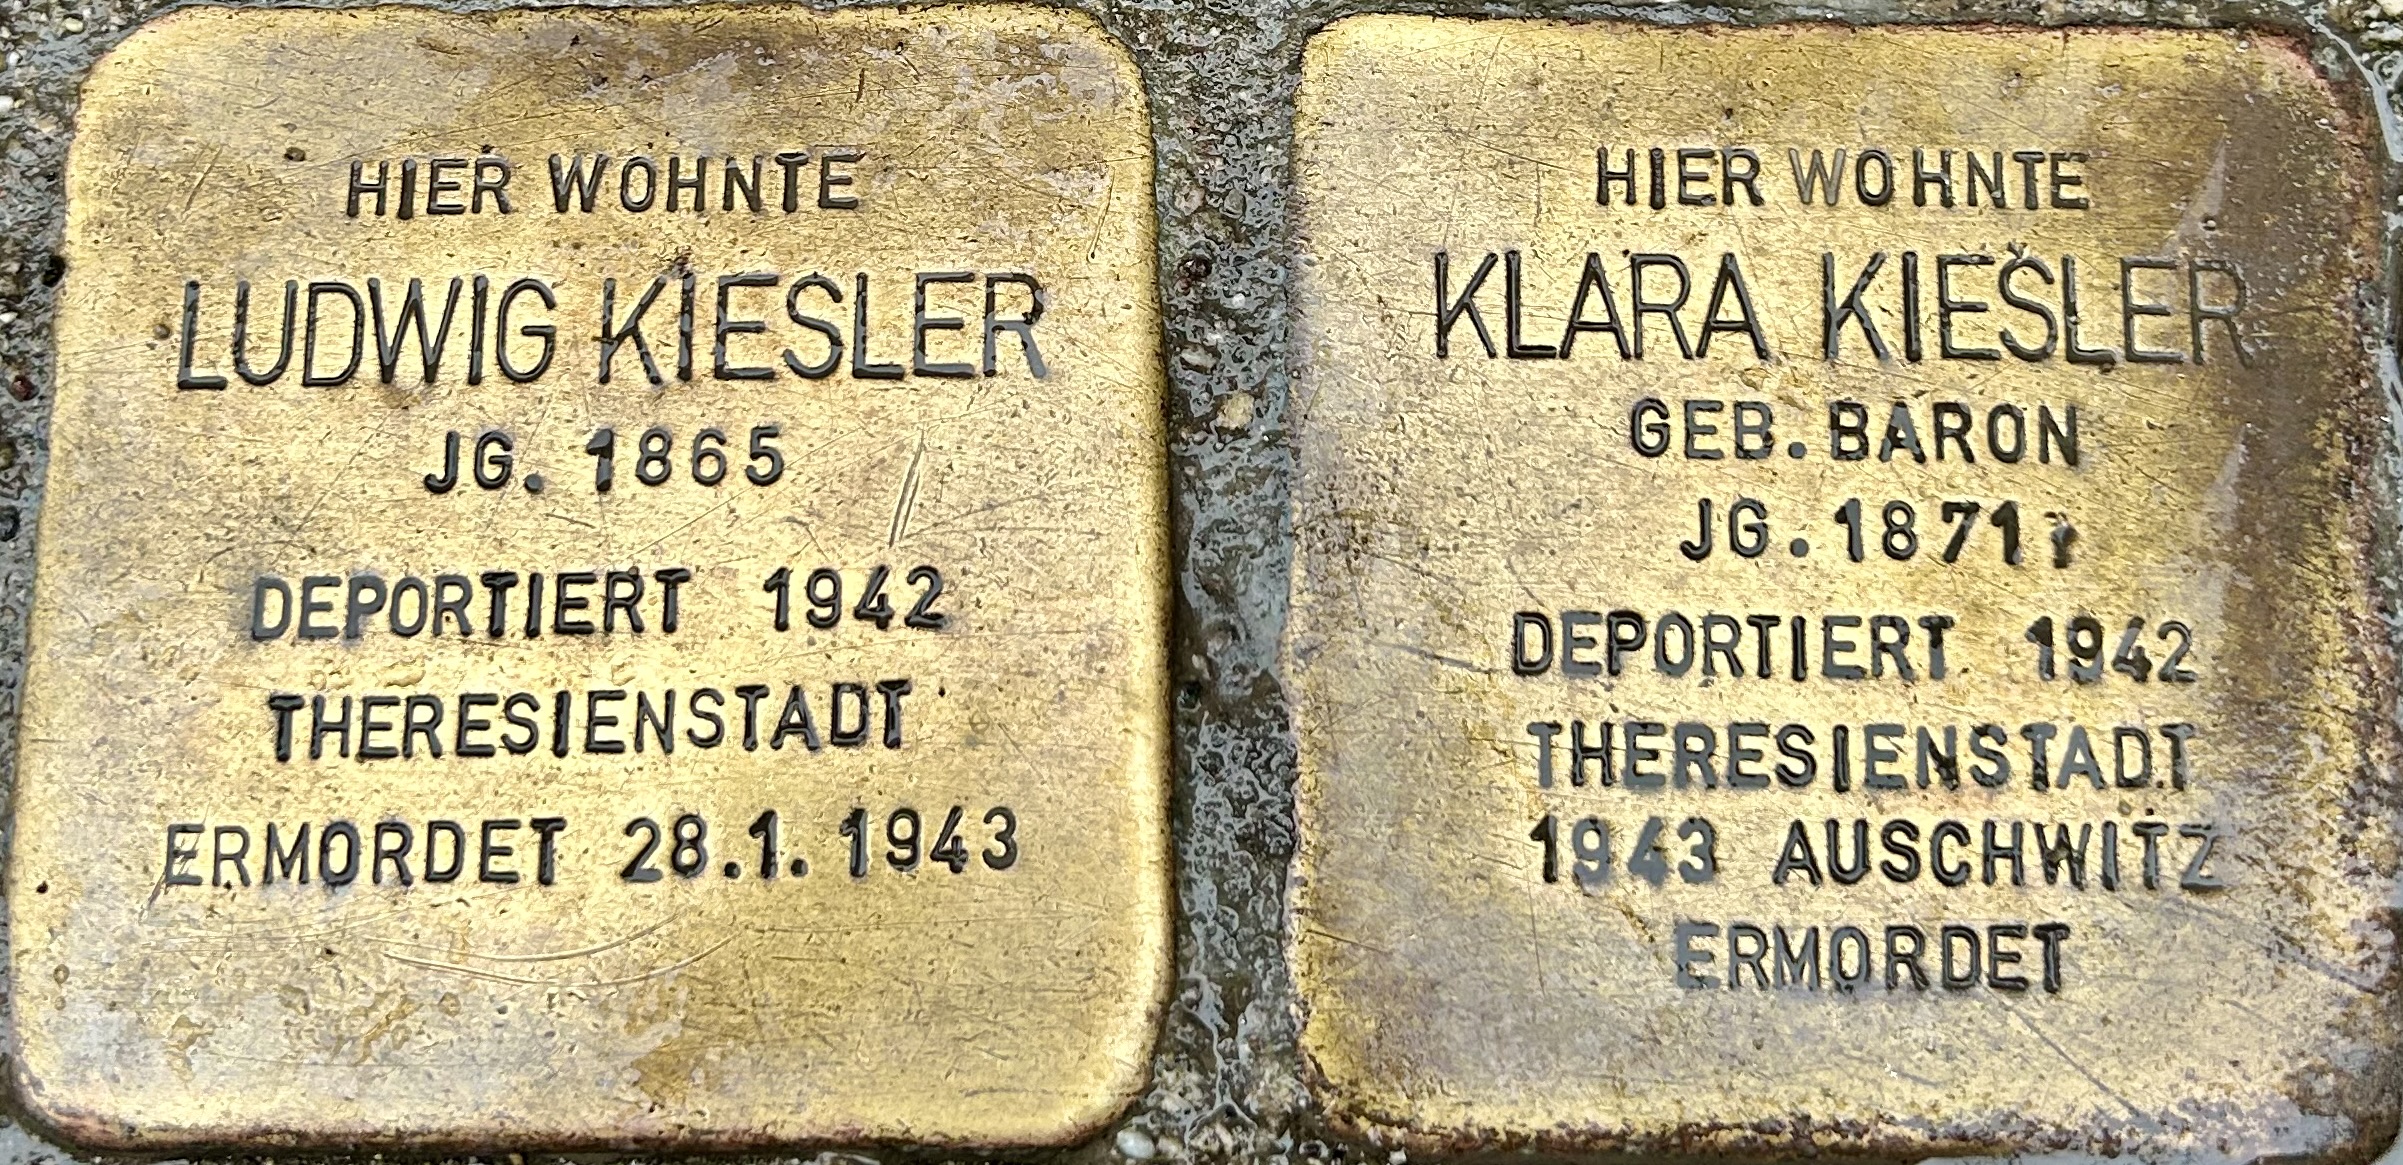 HIER WOHNTE
LUDWIG KIESLER
JG. 1865
DEPORTIERT 1942
THERESIENSTADT
ERMORDET 28.1.1943
HIER WOHNTE
KLARA KIESLER
GEB. BARON
JG. 1871
DEPORTIERT 1942
THERESIENSTADT
1943 AUSCHWITZ
ERMORDET